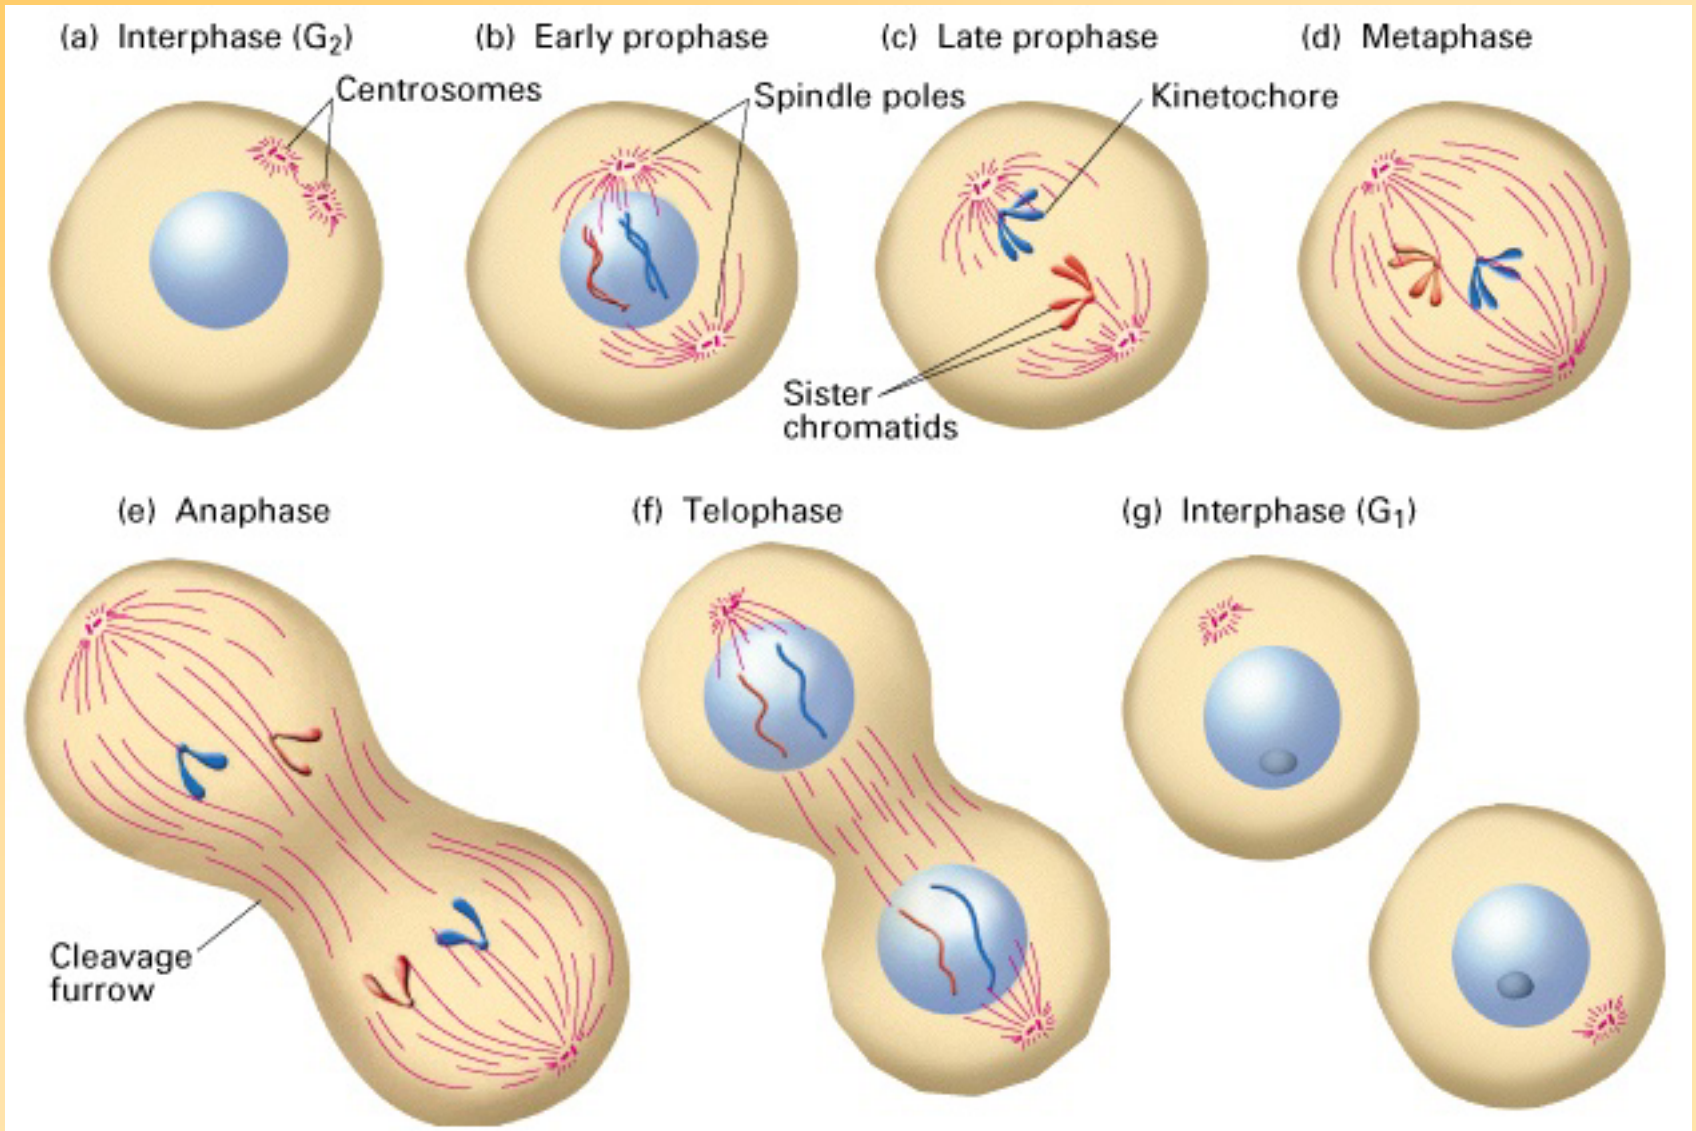 (a) Interphase (G₂)
(b) Early prophase
(c) Late prophase
(d) Metaphase
Centrosomes
Spindle poles
Kinetochore
Sister
chromatids
(e) Anaphase
(f) Telophase
(g) Interphase (G₁)
Cleavage
furrow